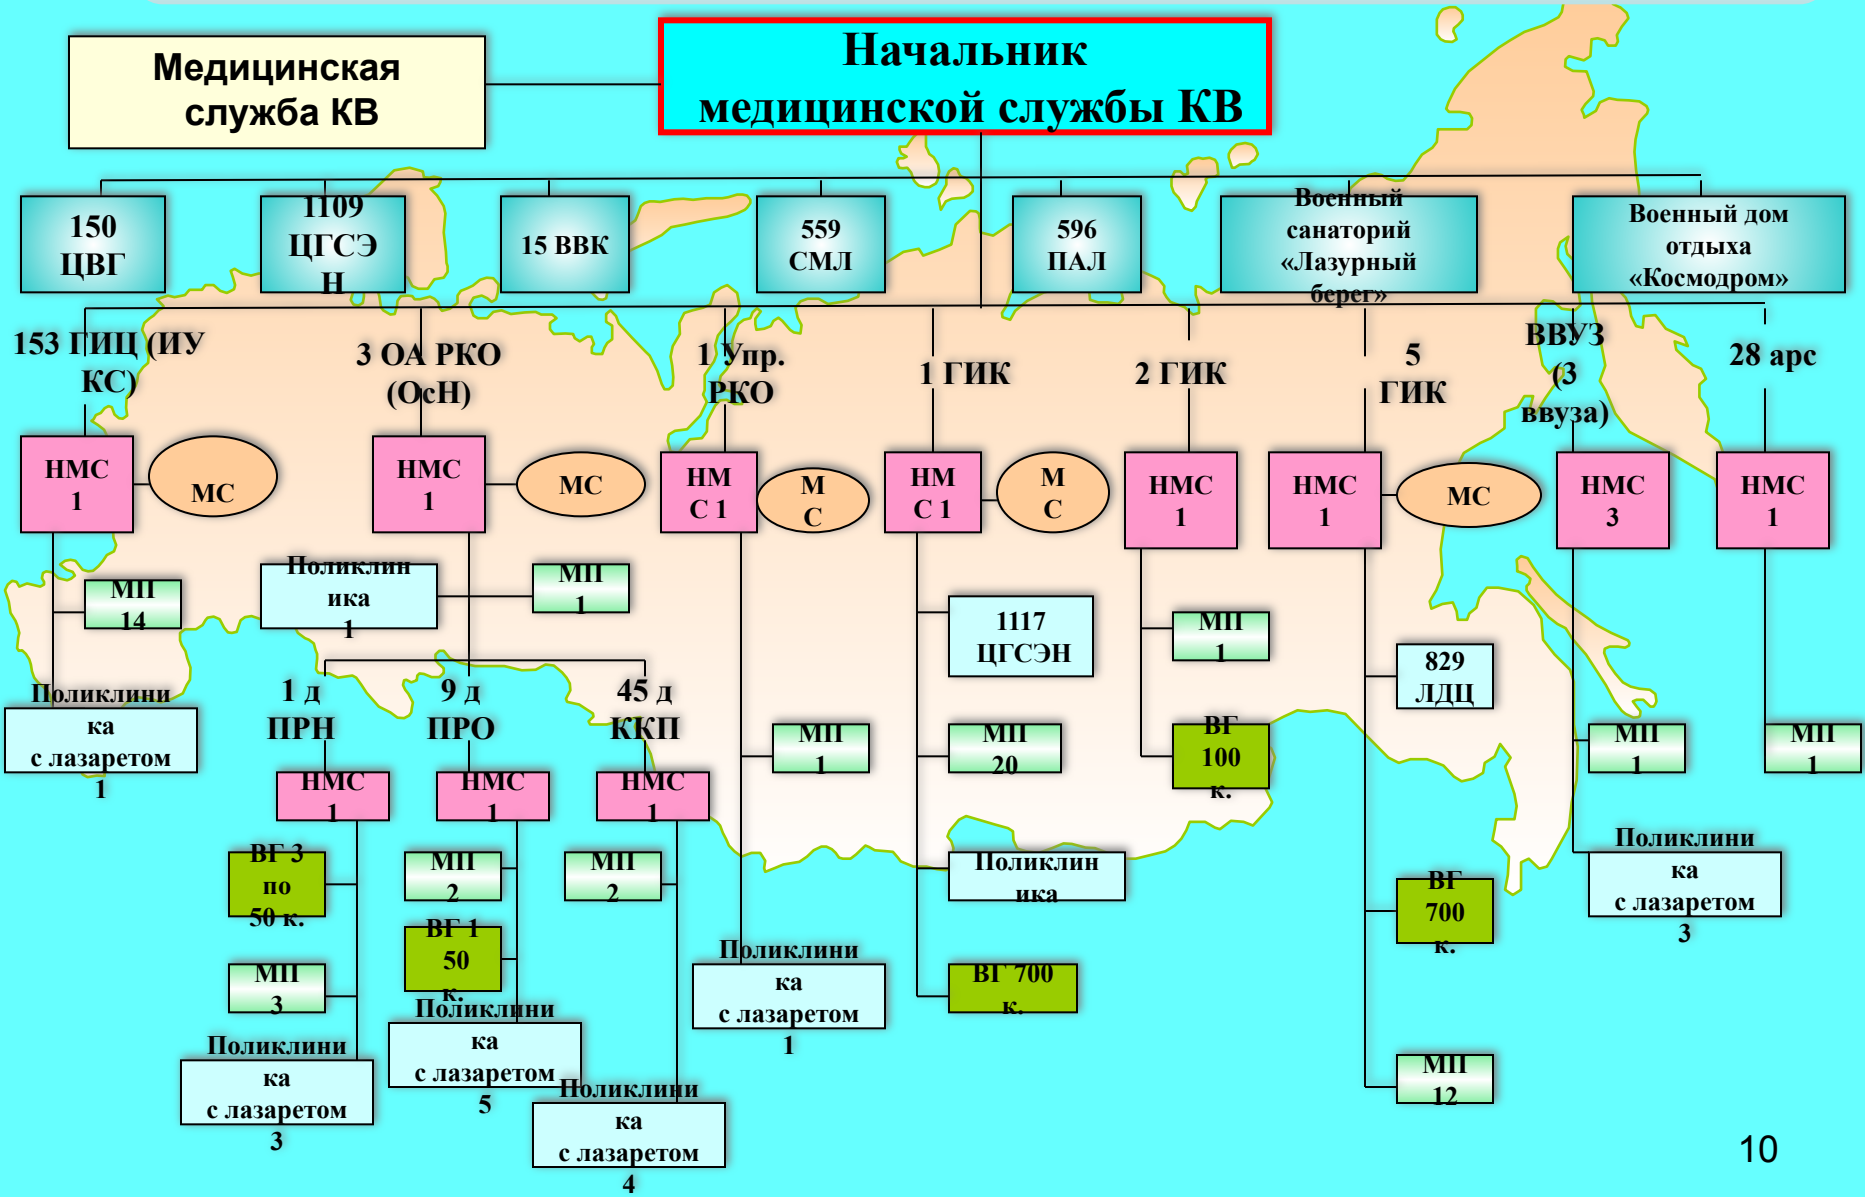 Медицинская
служба КВ
Начальник
медицинской службы КВ
150
ЦВГ
1109
ЦГСЭ
Н
15 ВВК
559
СМЛ
596
ПАЛ
Военный
санаторий
«Лазурный
берег»
Военный дом
отдыха
«Космодром»
153 ГИЦ (ИУ
КС)
3 ОА РКО
(ОсН)
1 Упр.
РКО
1 ГИК
2 ГИК
5
ГИК
ВВУЗ
(3
ввуза)
28 арс
НМС
1
МС
НМС
1
МС
НМ
С 1
М
С
НМ
С 1
М
С
НМС
1
НМС
1
МС
НМС
3
НМС
1
МП
14
Поликлини
ка
с лазаретом
1
Поликлин
ика
1
МП
1
1 д
ПРН
9 д
ПРО
45 д
ККП
НМС
1
НМС
1
НМС
1
ВГ 3
по
50 к.
МП
3
Поликлини
ка
с лазаретом
3
МП
2
ВГ 1
50
к.
Поликлини
ка
с лазаретом
5
МП
2
Поликлини
ка
с лазаретом
4
МП
1
Поликлини
ка
с лазаретом
1
1117
ЦГСЭН
МП
20
Поликлин
ика
ВГ 700
к.
МП
1
ВГ
100
к.
829
ЛДЦ
ВГ
700
к.
МП
12
МП
1
Поликлини
ка
с лазаретом
3
МП
1
10